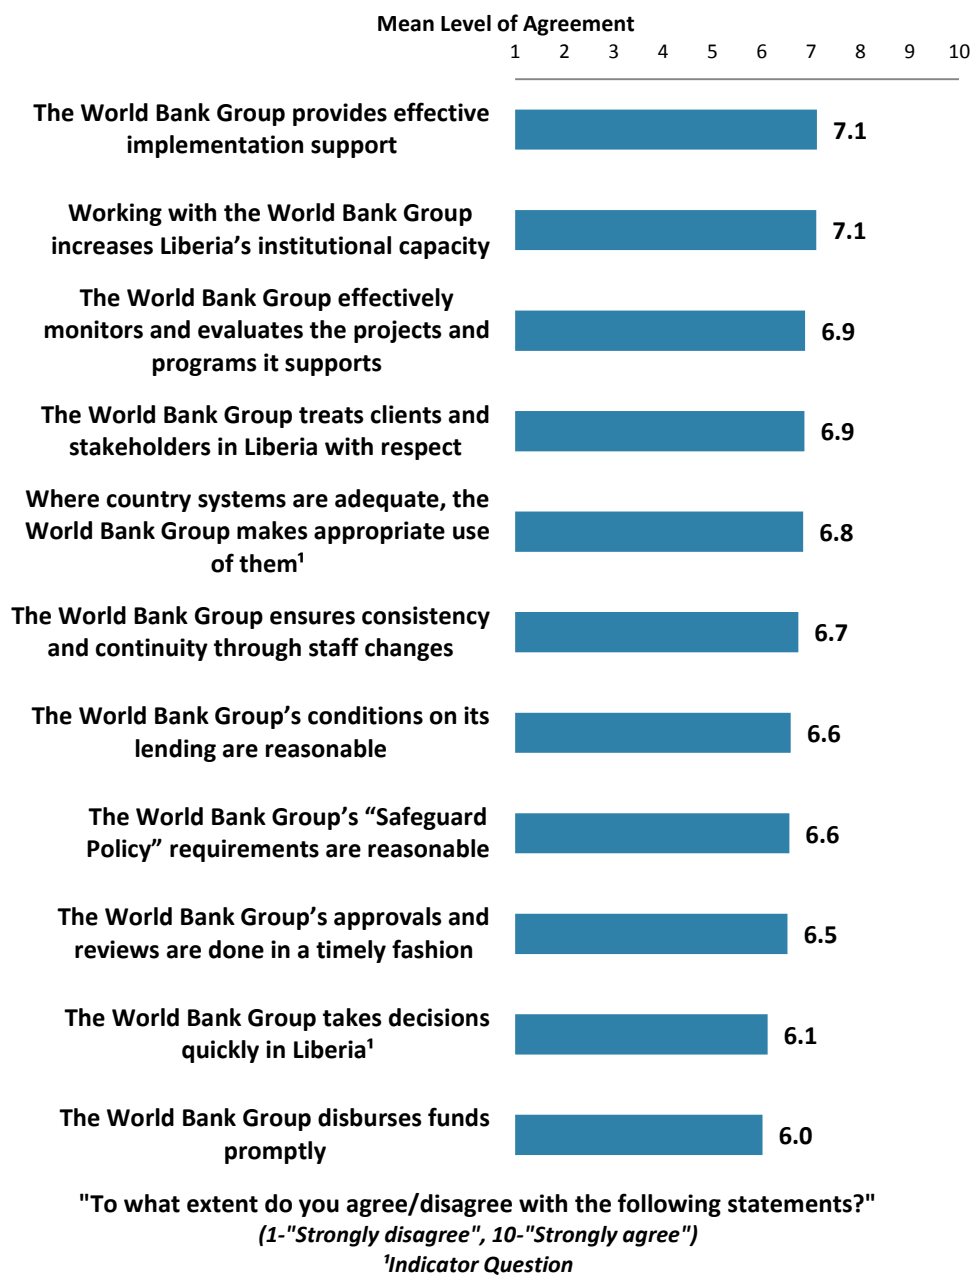 Mean Level of Agreement
1 2 3 4 5 6 7 8 9 10
The World Bank Group provides effective
implementation support
7.1
Working with the World Bank Group
increases Liberia’s institutional capacity
7.1
The World Bank Group effectively
monitors and evaluates the projects and
programs it supports
6.9
The World Bank Group treats clients and
stakeholders in Liberia with respect
6.9
Where country systems are adequate, the
World Bank Group makes appropriate use
of them¹
6.8
The World Bank Group ensures consistency
and continuity through staff changes
6.7
The World Bank Group’s conditions on its
lending are reasonable
6.6
The World Bank Group’s “Safeguard
Policy” requirements are reasonable
6.6
The World Bank Group’s approvals and
reviews are done in a timely fashion
6.5
The World Bank Group takes decisions
quickly in Liberia¹
6.1
The World Bank Group disburses funds
promptly
6.0
"To what extent do you agree/disagree with the following statements?"
(1-"Strongly disagree", 10-"Strongly agree")
¹Indicator Question